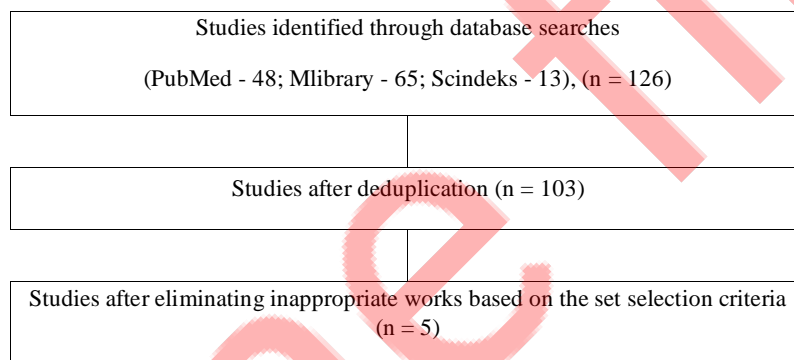 Studies identified through database searches
(PubMed - 48; Mlibrary - 65; Scindeks - 13), (n = 126)
Studies after deduplication (n = 103)
Studies after eliminating inappropriate works based on the set selection criteria
(n = 5)